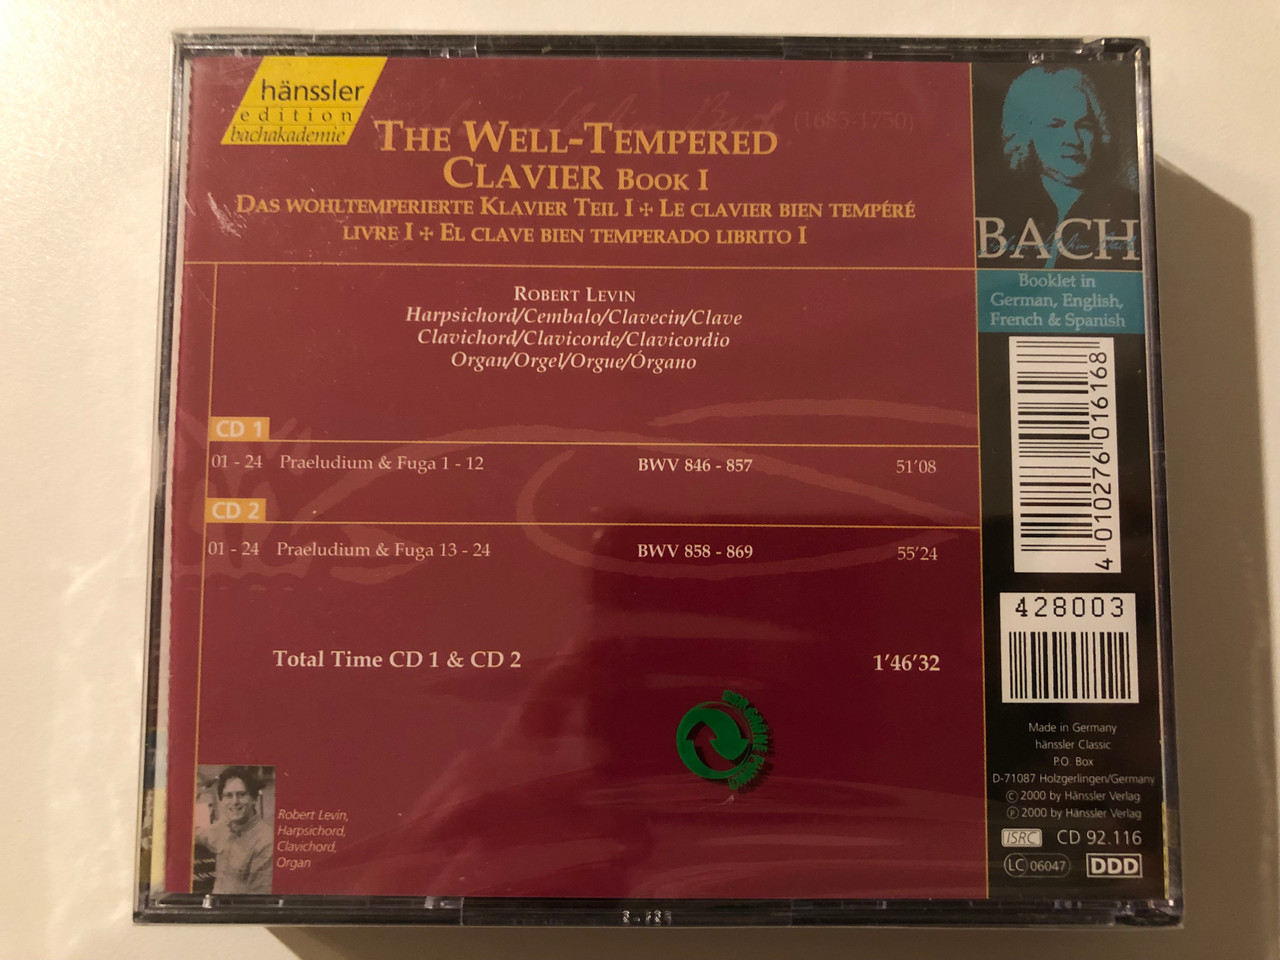 hänssler
edition
bachakademie
(1685-1750)
THE WELL-TEMPERED
CLAVIER BOOK I
DAS WOHLTEMPERIERTE KLAVIER TEIL I ✢ LE CLAVIER BIEN TEMPÉRÉ
LIVRE I ✢ EL CLAVE BIEN TEMPERADO LIBRITO I
ROBERT LEVIN
Harpsichord/Cembalo/Clavecin/Clave
Clavichord/Clavicorde/Clavicordio
Organ/Orgel/Orgue/Órgano
CD 1
01 - 24 Praeludium & Fuga 1 - 12 BWV 846 - 857 51'08
CD 2
01 - 24 Praeludium & Fuga 13 - 24 BWV 858 - 869 55'24
Total Time CD 1 & CD 2 1'46'32
DER GRÜNE PUNKT
Robert Levin,
Harpsichord,
Clavichord,
Organ
BACH
Booklet in
German, English,
French & Spanish
4 010276 016168
428003
Made in Germany
hänssler Classic
P.O. Box
D-71087 Holzgerlingen/Germany
© 2000 by Hänssler Verlag
℗ 2000 by Hänssler Verlag
ISRC CD 92.116
LC 06047 DDD